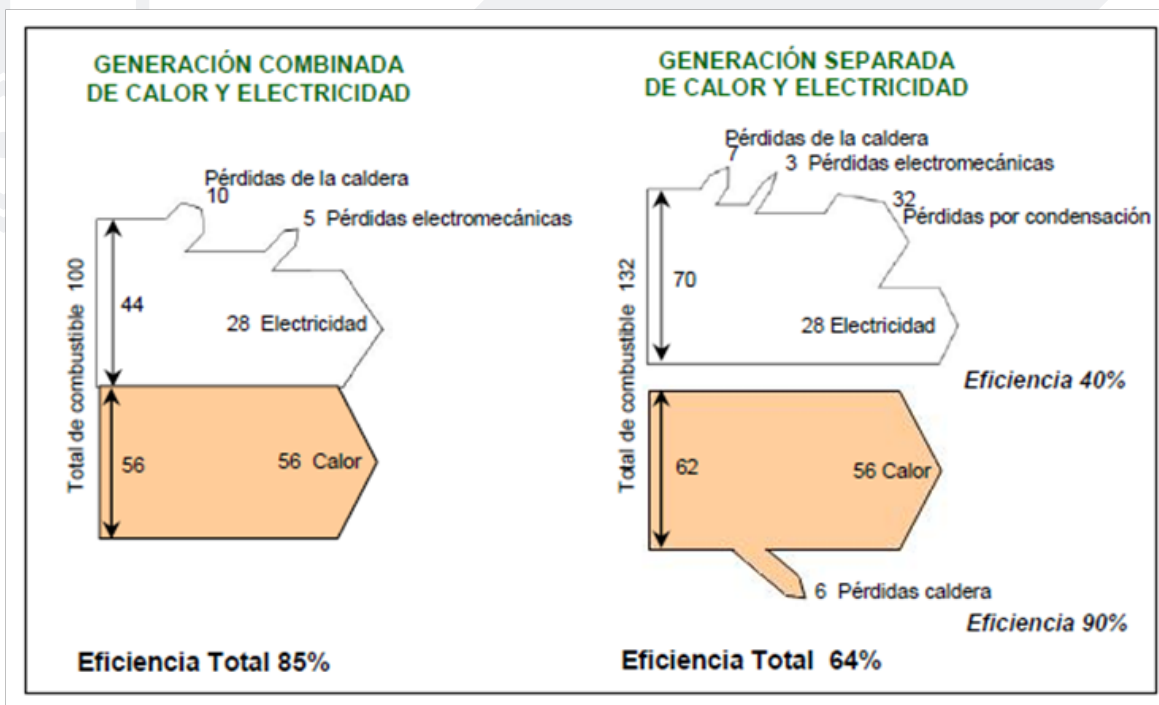 GENERACIÓN COMBINADA
DE CALOR Y ELECTRICIDAD
Pérdidas de la caldera
10
5 Pérdidas electromecánicas
Total de combustible 100
44
28 Electricidad
56
56 Calor
Eficiencia Total 85%
GENERACIÓN SEPARADA
DE CALOR Y ELECTRICIDAD
Pérdidas de la caldera
7
3 Pérdidas electromecánicas
32
Pérdidas por condensación
Total de combustible 132
70
28 Electricidad
Eficiencia 40%
62
56 Calor
6 Pérdidas caldera
Eficiencia 90%
Eficiencia Total 64%